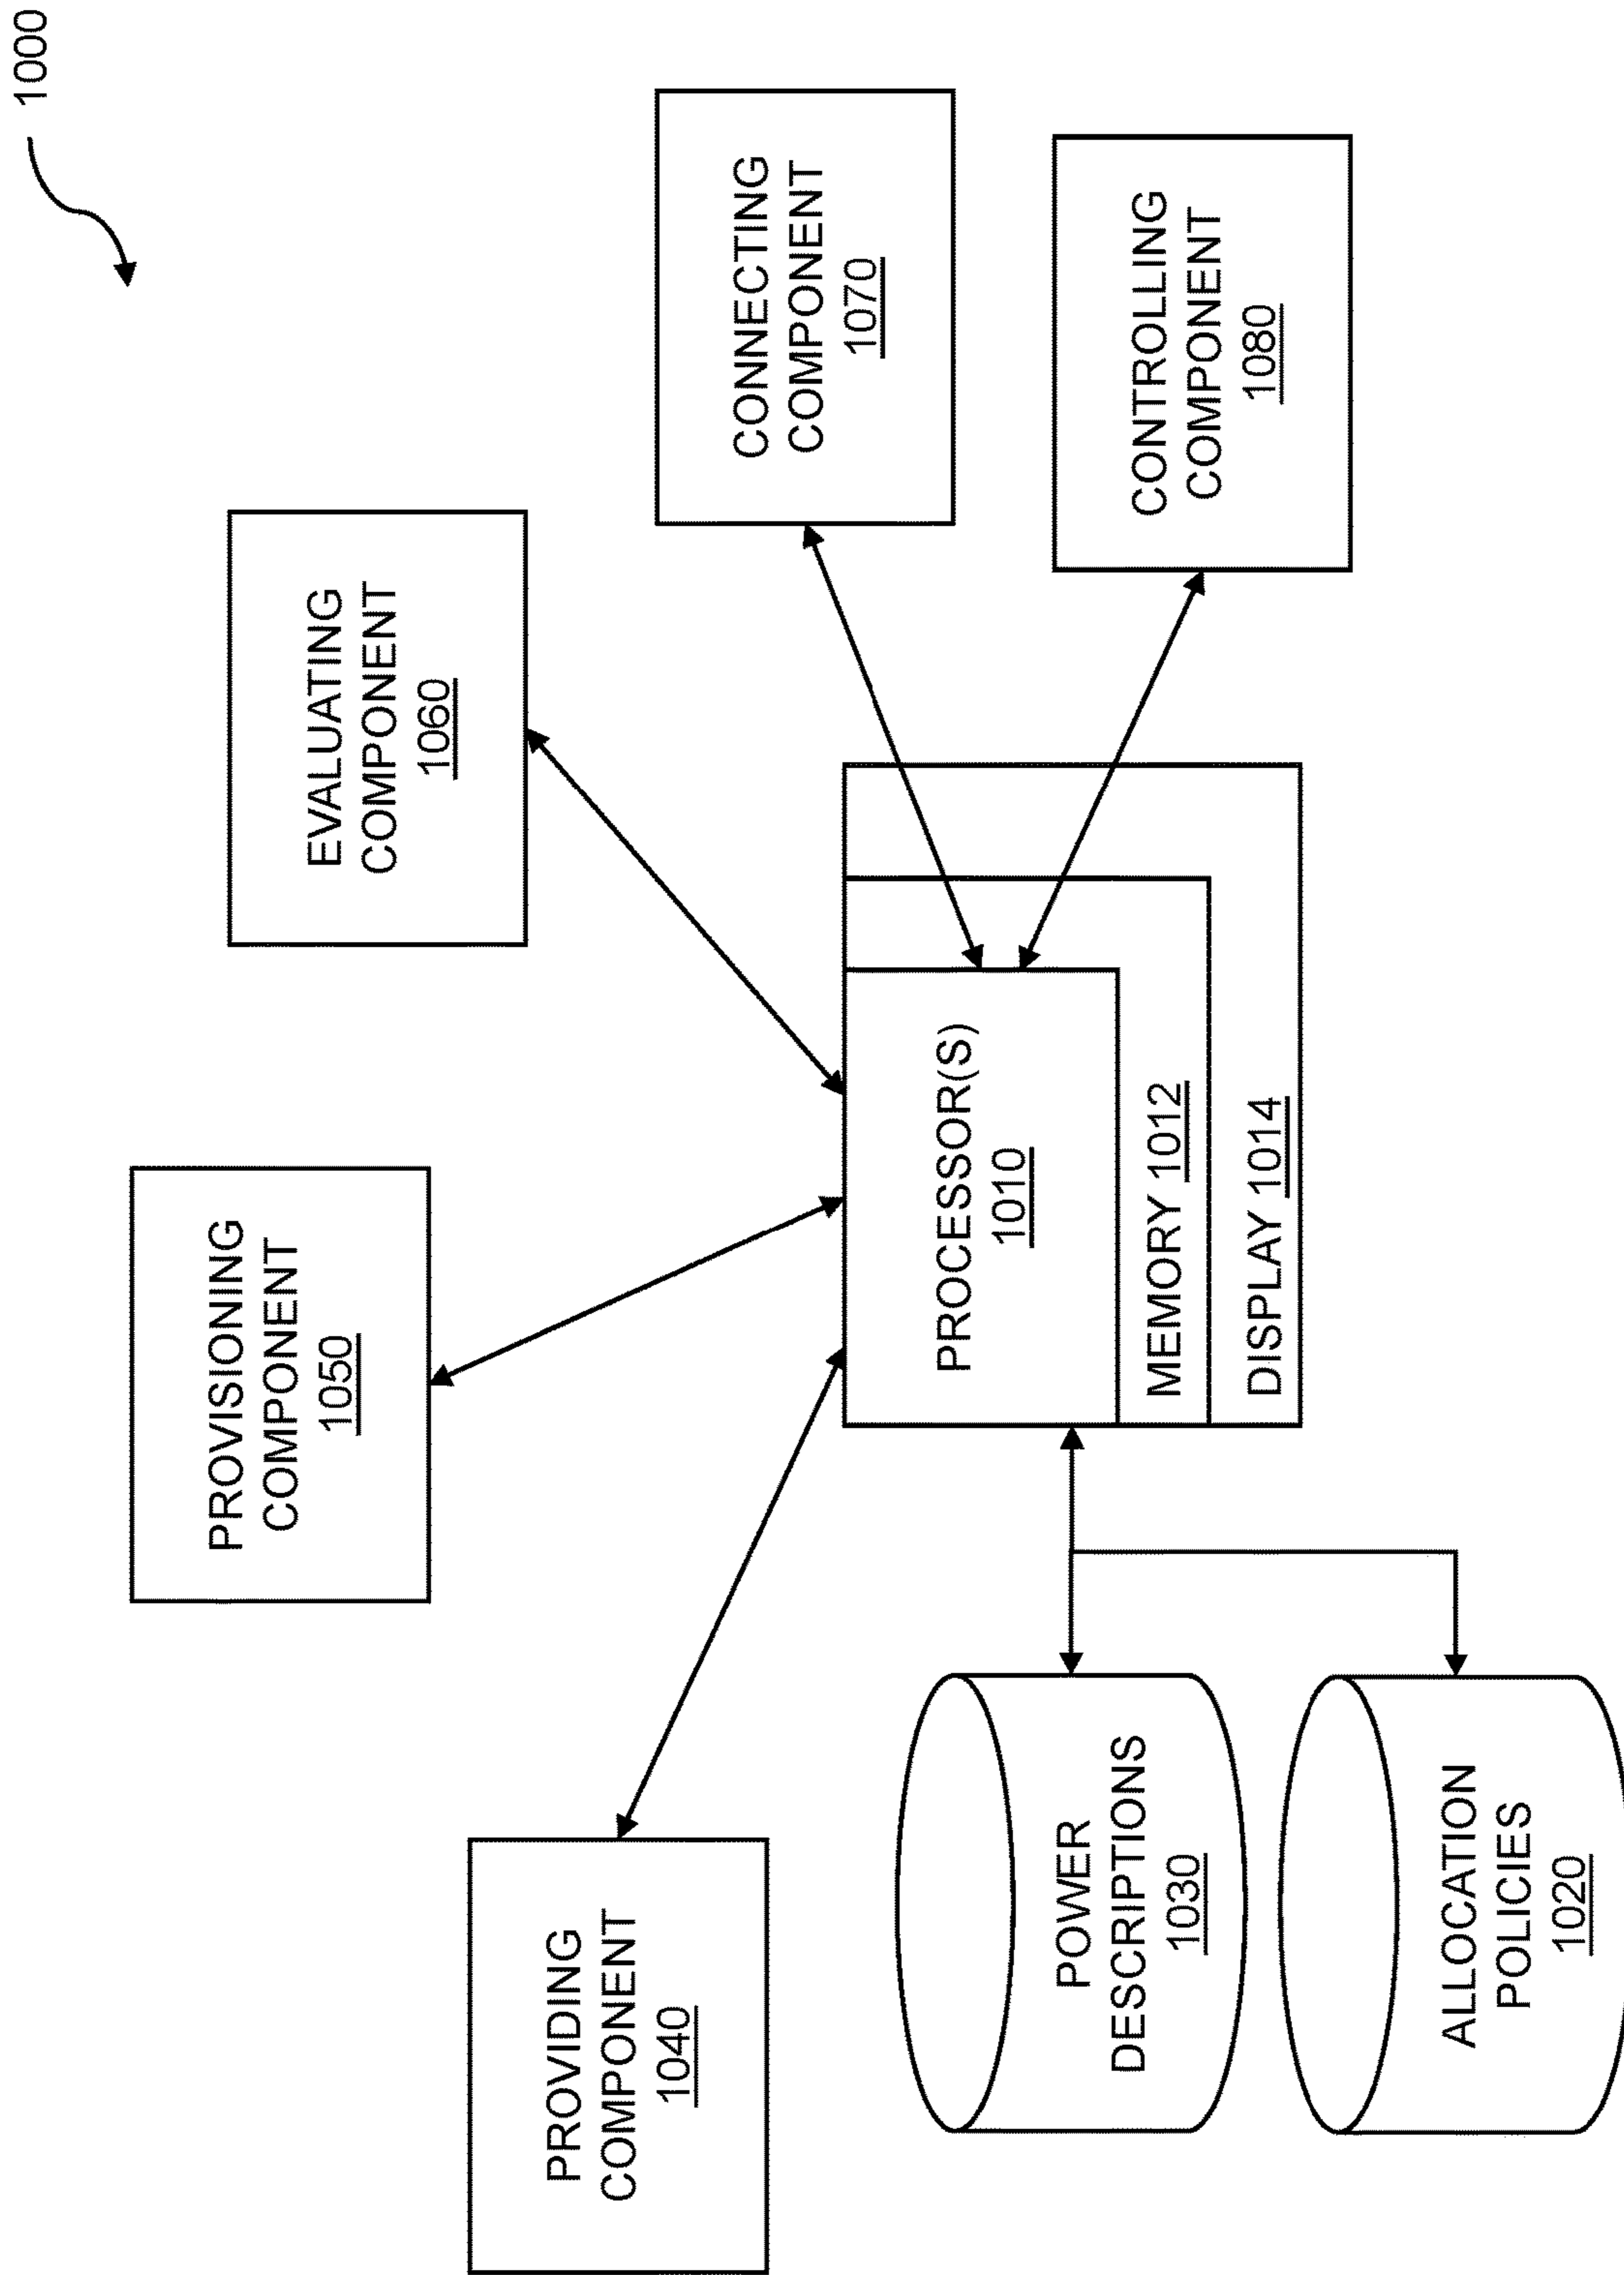 1000
PROVIDING
COMPONENT
1040
PROVISIONING
COMPONENT
1050
EVALUATING
COMPONENT
1060
CONNECTING
COMPONENT
1070
CONTROLLING
COMPONENT
1080
PROCESSOR(S)
1010
MEMORY 1012
DISPLAY 1014
POWER
DESCRIPTIONS
1030
ALLOCATION
POLICIES
1020